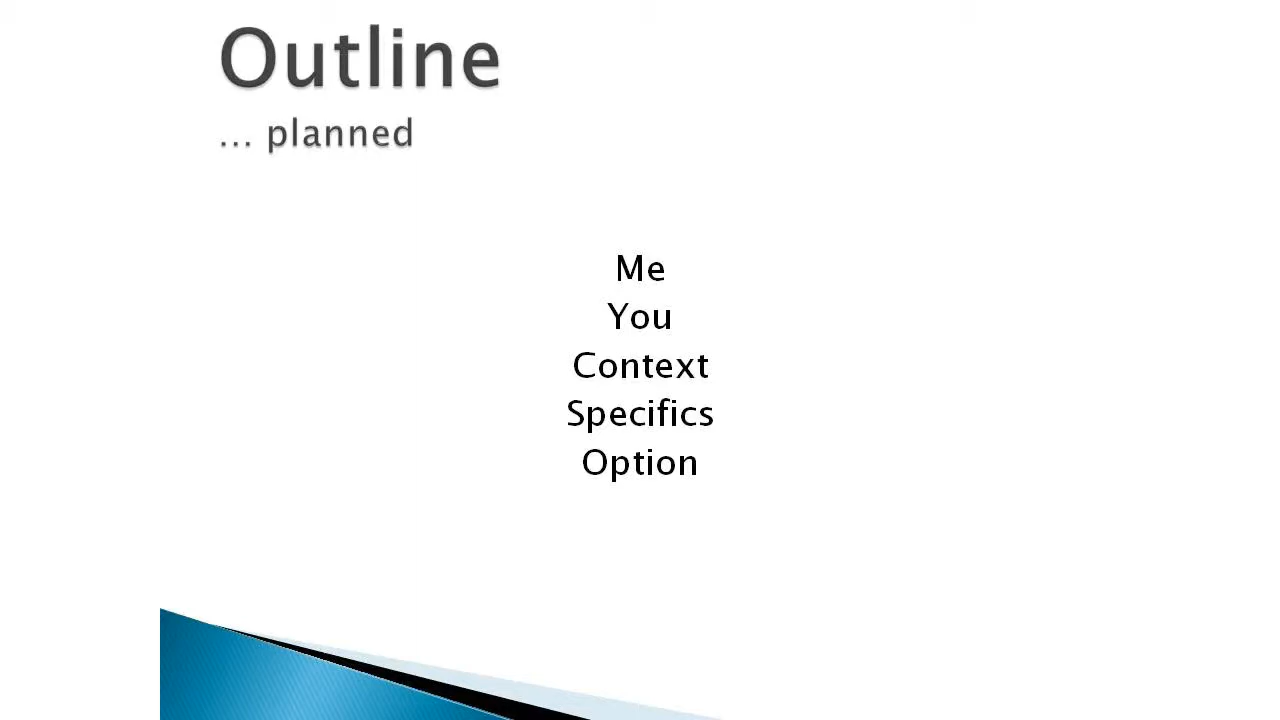 Outline
... planned
Me
You
Context
Specifics
Option